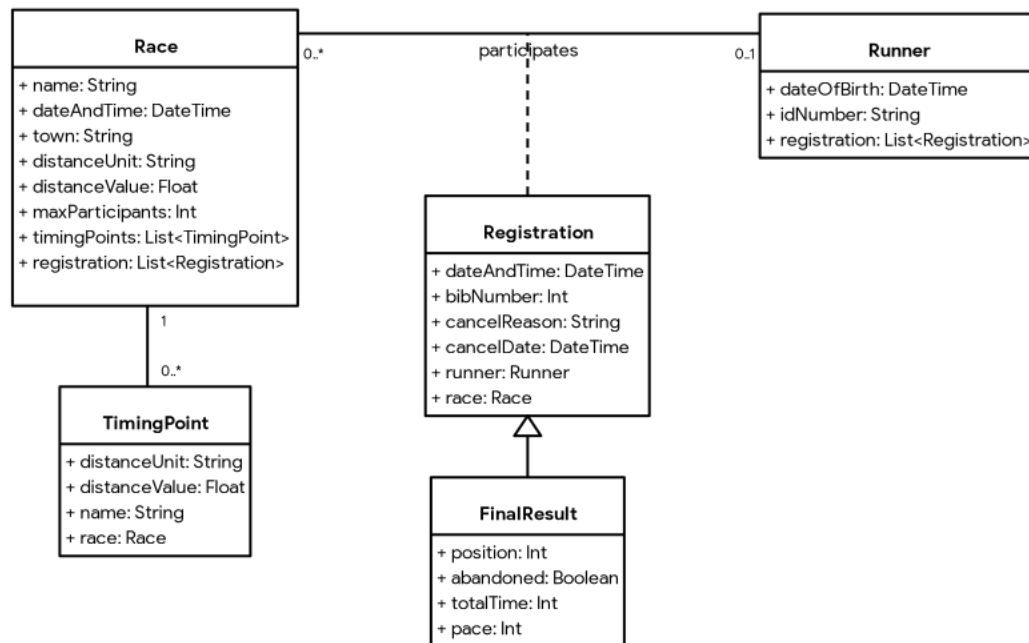 Race
+ name: String
+ dateAndTime: DateTime
+ town: String
+ distanceUnit: String
+ distanceValue: Float
+ maxParticipants: Int
+ timingPoints: List<TimingPoint>
+ registration: List<Registration>
0..*
participates
0..1
Runner
+ dateOfBirth: DateTime
+ idNumber: String
+ registration: List<Registration>
Registration
+ dateAndTime: DateTime
+ bibNumber: Int
+ cancelReason: String
+ cancelDate: DateTime
+ runner: Runner
+ race: Race
1
0..*
TimingPoint
+ distanceUnit: String
+ distanceValue: Float
+ name: String
+ race: Race
FinalResult
+ position: Int
+ abandoned: Boolean
+ totalTime: Int
+ pace: Int